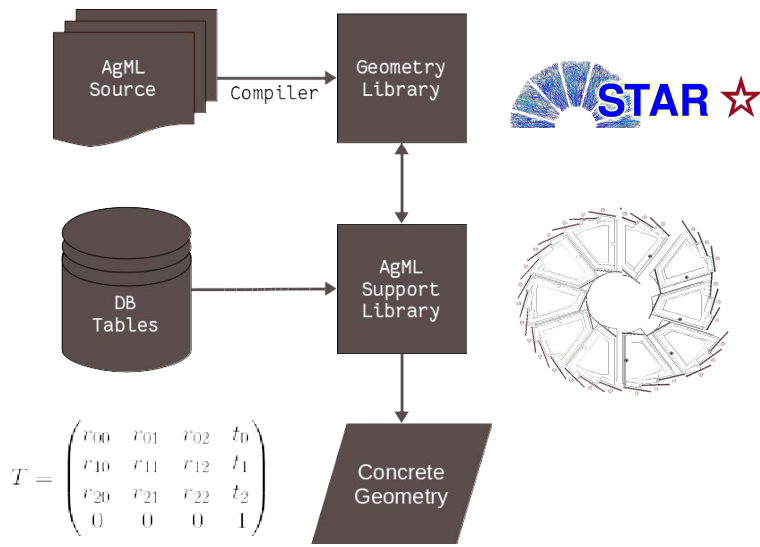 AgML
Source
Compiler
Geometry
Library
STAR
DB
Tables
AgML
Support
Library
T =
r00 r01 r02 t0
r10 r11 r12 t1
r20 r21 r22 t2
0 0 0 1
Concrete
Geometry